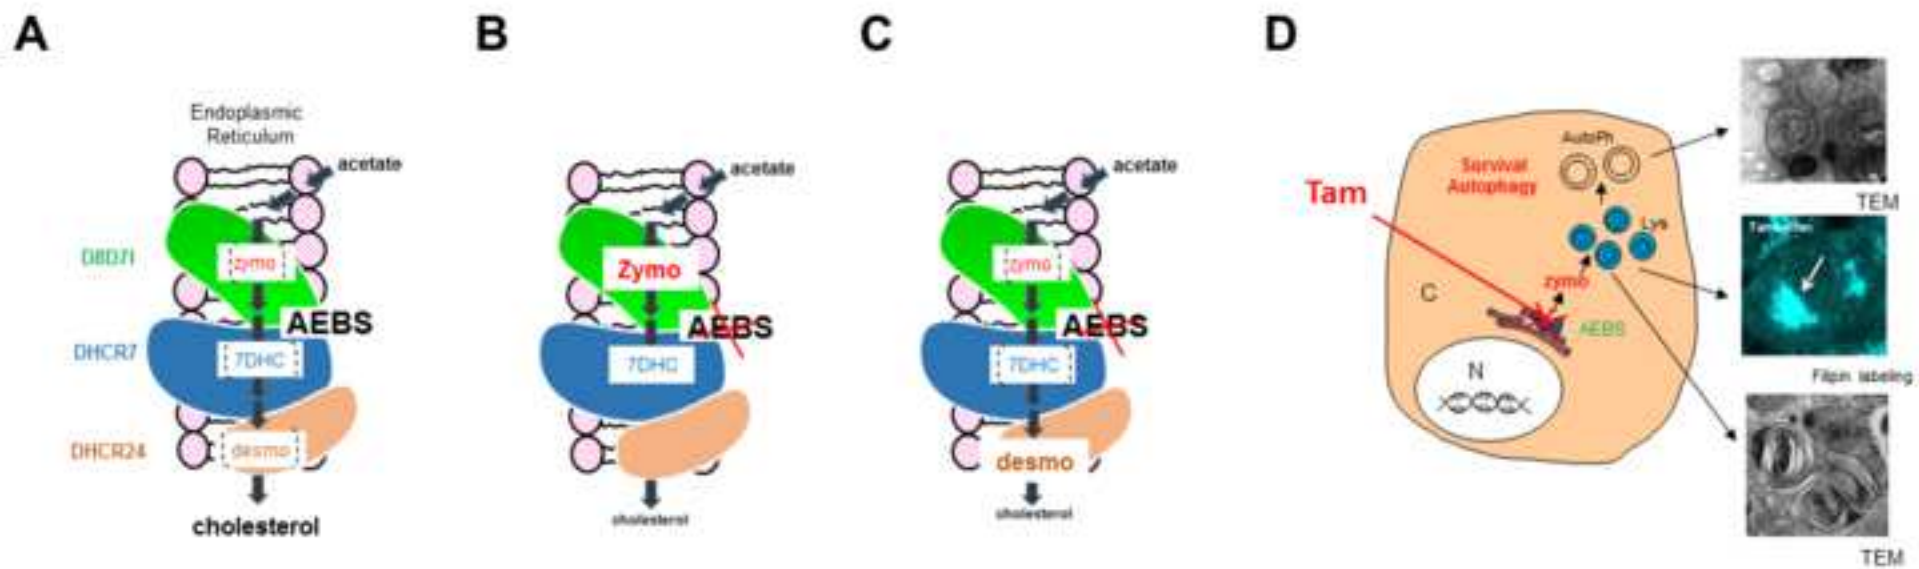 A
Endoplasmic
Reticulum
acetate
D8D7I
zymo
AEBS
DHCR7
7DHC
DHCR24
desmo
cholesterol
B
acetate
Zymo
AEBS
7DHC
cholesterol
C
acetate
zymo
AEBS
7DHC
desmo
cholesterol
D
Tam
Survival
Autophagy
AutoPh
Lys
zymo
C
AEBS
N
TEM
Filipin labeling
TEM